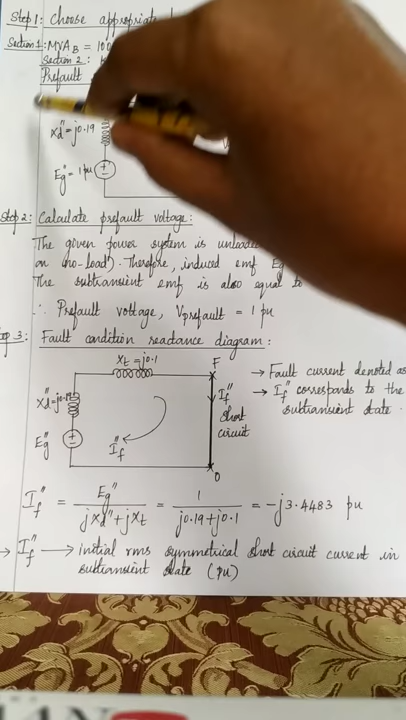 Step 1: Choose appropriate
Section 1: MVA_B = 100
Section 2:
Prefault
X_d'' = j0.19
E_g'' = 1 pu
Step 2: Calculate prefault voltage:
The given power system is
on (no-load). Therefore, induced emf
The subtransient emf is also equal to
∴ Prefault voltage, V_prefault = 1 pu
3: Fault condition reactance diagram:
X_t = j0.1
F
→ Fault current denoted as
X_d'' = j0.19
I_f''
→ I_f'' corresponds to the
subtransient state.
short
circuit
E_g''
I_f''
O
I_f'' = E_g'' / (jX_d'' + jX_t) = 1 / (j0.19 + j0.1) = -j3.4483 pu
→ I_f'' → initial rms symmetrical short circuit current in
subtransient state (pu)